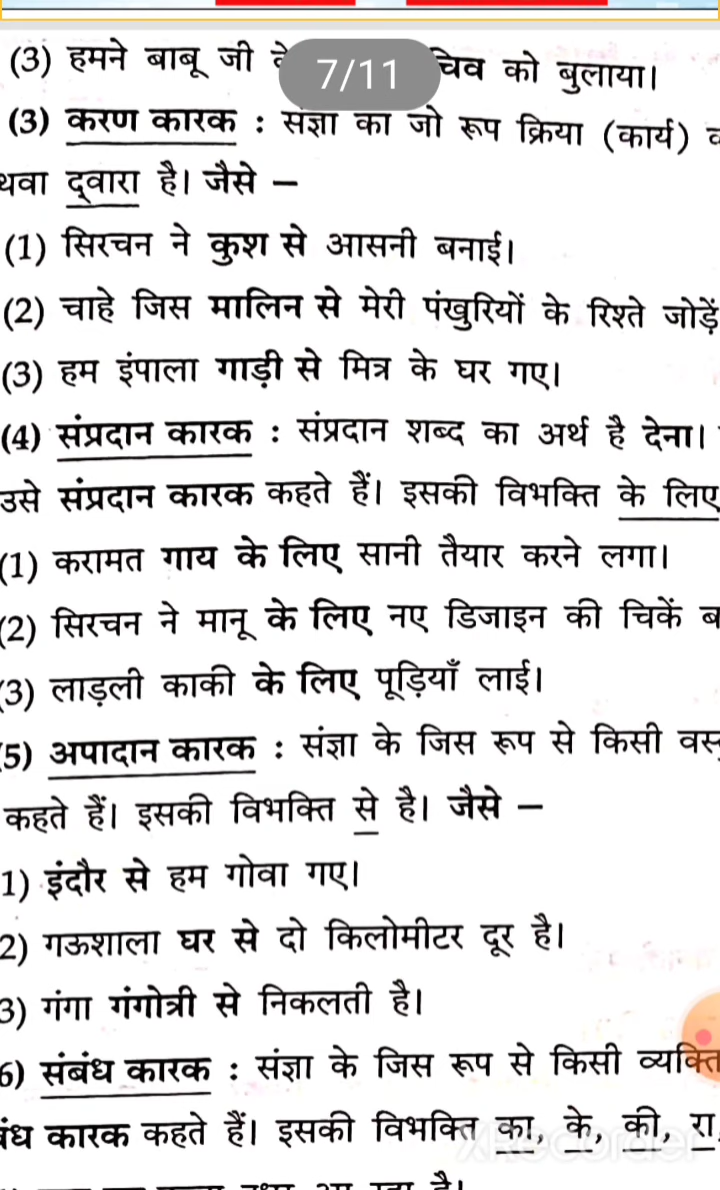 (3) हमने बाबू जी के चिव को बुलाया।
7/11
(3) करण कारक : संज्ञा का जो रूप क्रिया (कार्य)
थवा द्वारा है। जैसे –
(1) सिरचन ने कुश से आसनी बनाई।
(2) चाहे जिस मालिन से मेरी पंखुरियों के रिश्ते जोड़ें
(3) हम इंपाला गाड़ी से मित्र के घर गए।
(4) संप्रदान कारक : संप्रदान शब्द का अर्थ है देना।
उसे संप्रदान कारक कहते हैं। इसकी विभक्ति के लिए
(1) करामत गाय के लिए सानी तैयार करने लगा।
(2) सिरचन ने मानू के लिए नए डिजाइन की चिकें ब
(3) लाड़ली काकी के लिए पूड़ियाँ लाई।
(5) अपादान कारक : संज्ञा के जिस रूप से किसी वस्
कहते हैं। इसकी विभक्ति से है। जैसे –
1) इंदौर से हम गोवा गए।
2) गऊशाला घर से दो किलोमीटर दूर है।
3) गंगा गंगोत्री से निकलती है।
6) संबंध कारक : संज्ञा के जिस रूप से किसी व्यक्ति
बंध कारक कहते हैं। इसकी विभक्ति का, के, की, रा,
XRecorder